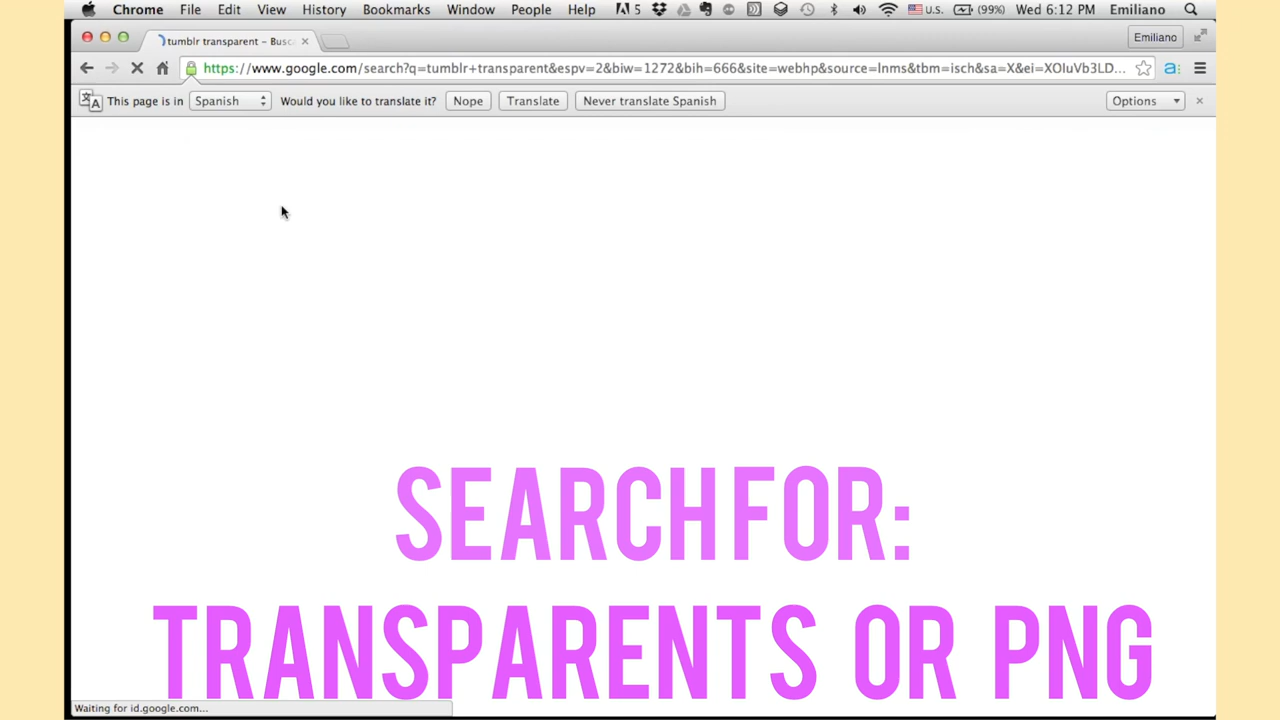 Chrome File Edit View History Bookmarks Window People Help 5 U.S. (99%) Wed 6:12 PM Emiliano
tumblr transparent - Busc Emiliano
https://www.google.com/search?q=tumblr+transparent&espv=2&biw=1272&bih=666&site=webhp&source=lnms&tbm=isch&sa=X&ei=XOIuVb3LD...
This page is in Spanish Would you like to translate it? Nope Translate Never translate Spanish Options
SEARCH FOR:
TRANSPARENTS OR PNG
Waiting for id.google.com...